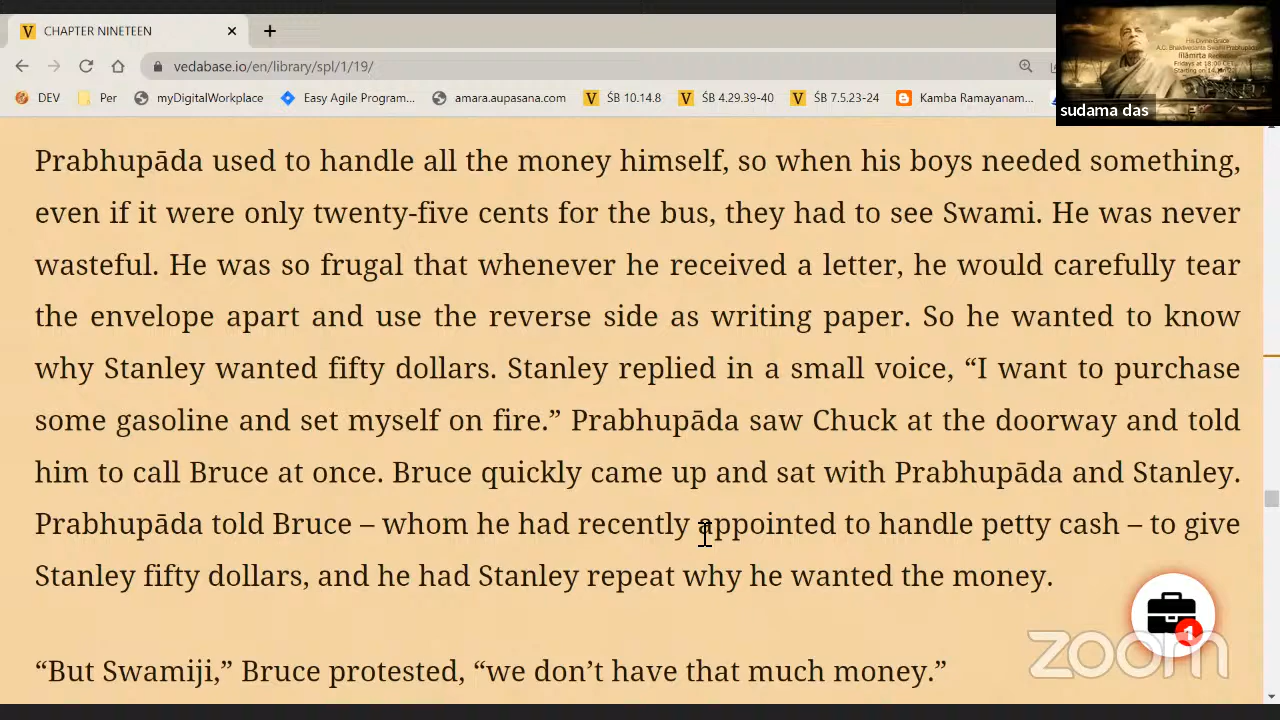 CHAPTER NINETEEN
vedabase.io/en/library/spl/1/19/
DEV
Per
myDigitalWorkplace
Easy Agile Program...
amara.aupasana.com
ŚB 10.14.8
ŚB 4.29.39-40
ŚB 7.5.23-24
Kamba Ramayanam...
His Divine Grace
A.C. Bhaktivedanta Swami Prabhupāda
sudama das
Prabhupāda used to handle all the money himself, so when his boys needed something,
even if it were only twenty-five cents for the bus, they had to see Swami. He was never
wasteful. He was so frugal that whenever he received a letter, he would carefully tear
the envelope apart and use the reverse side as writing paper. So he wanted to know
why Stanley wanted fifty dollars. Stanley replied in a small voice, “I want to purchase
some gasoline and set myself on fire.” Prabhupāda saw Chuck at the doorway and told
him to call Bruce at once. Bruce quickly came up and sat with Prabhupāda and Stanley.
Prabhupāda told Bruce – whom he had recently appointed to handle petty cash – to give
Stanley fifty dollars, and he had Stanley repeat why he wanted the money.
“But Swamiji,” Bruce protested, “we don’t have that much money.”
1
zoom